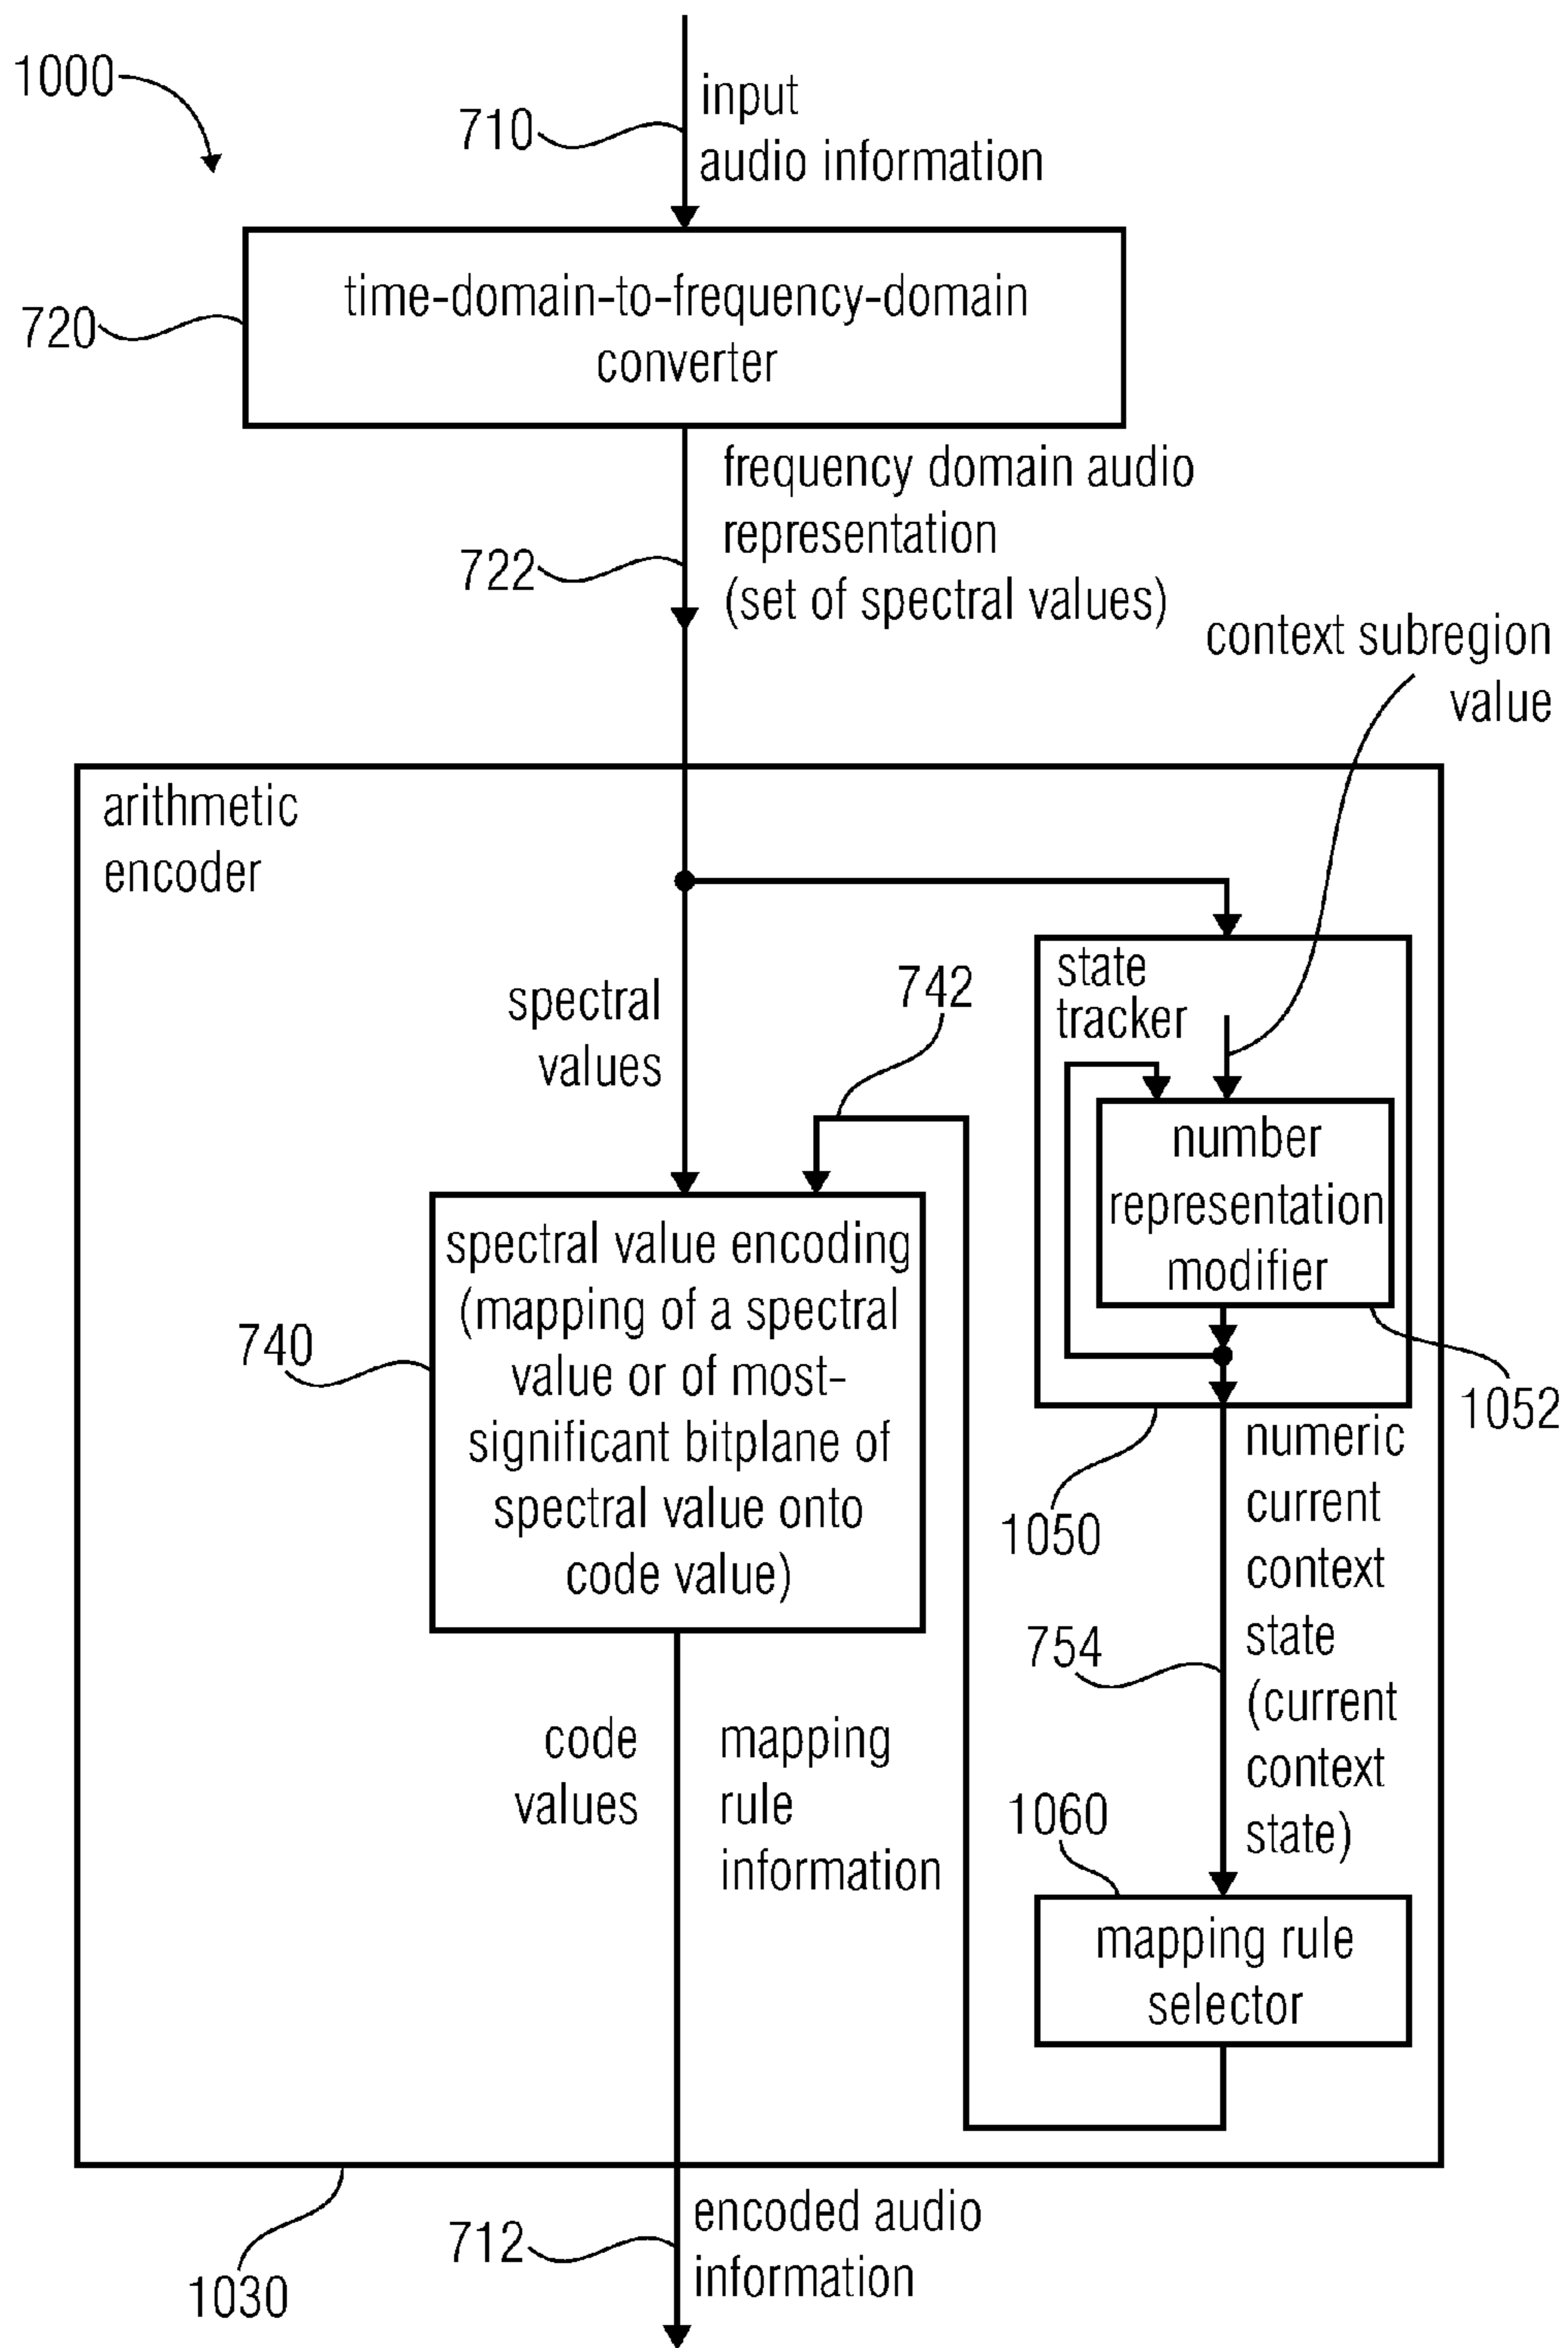 1000
710
input
audio information
720
time-domain-to-frequency-domain
converter
722
frequency domain audio
representation
(set of spectral values)
context subregion
value
arithmetic
encoder
spectral
values
742
state
tracker
number
representation
modifier
740
spectral value encoding
(mapping of a spectral
value or of most-
significant bitplane of
spectral value onto
code value)
1052
1050
numeric
current
context
state
(current
context
state)
754
code
values
mapping
rule
information
1060
mapping rule
selector
1030
712
encoded audio
information